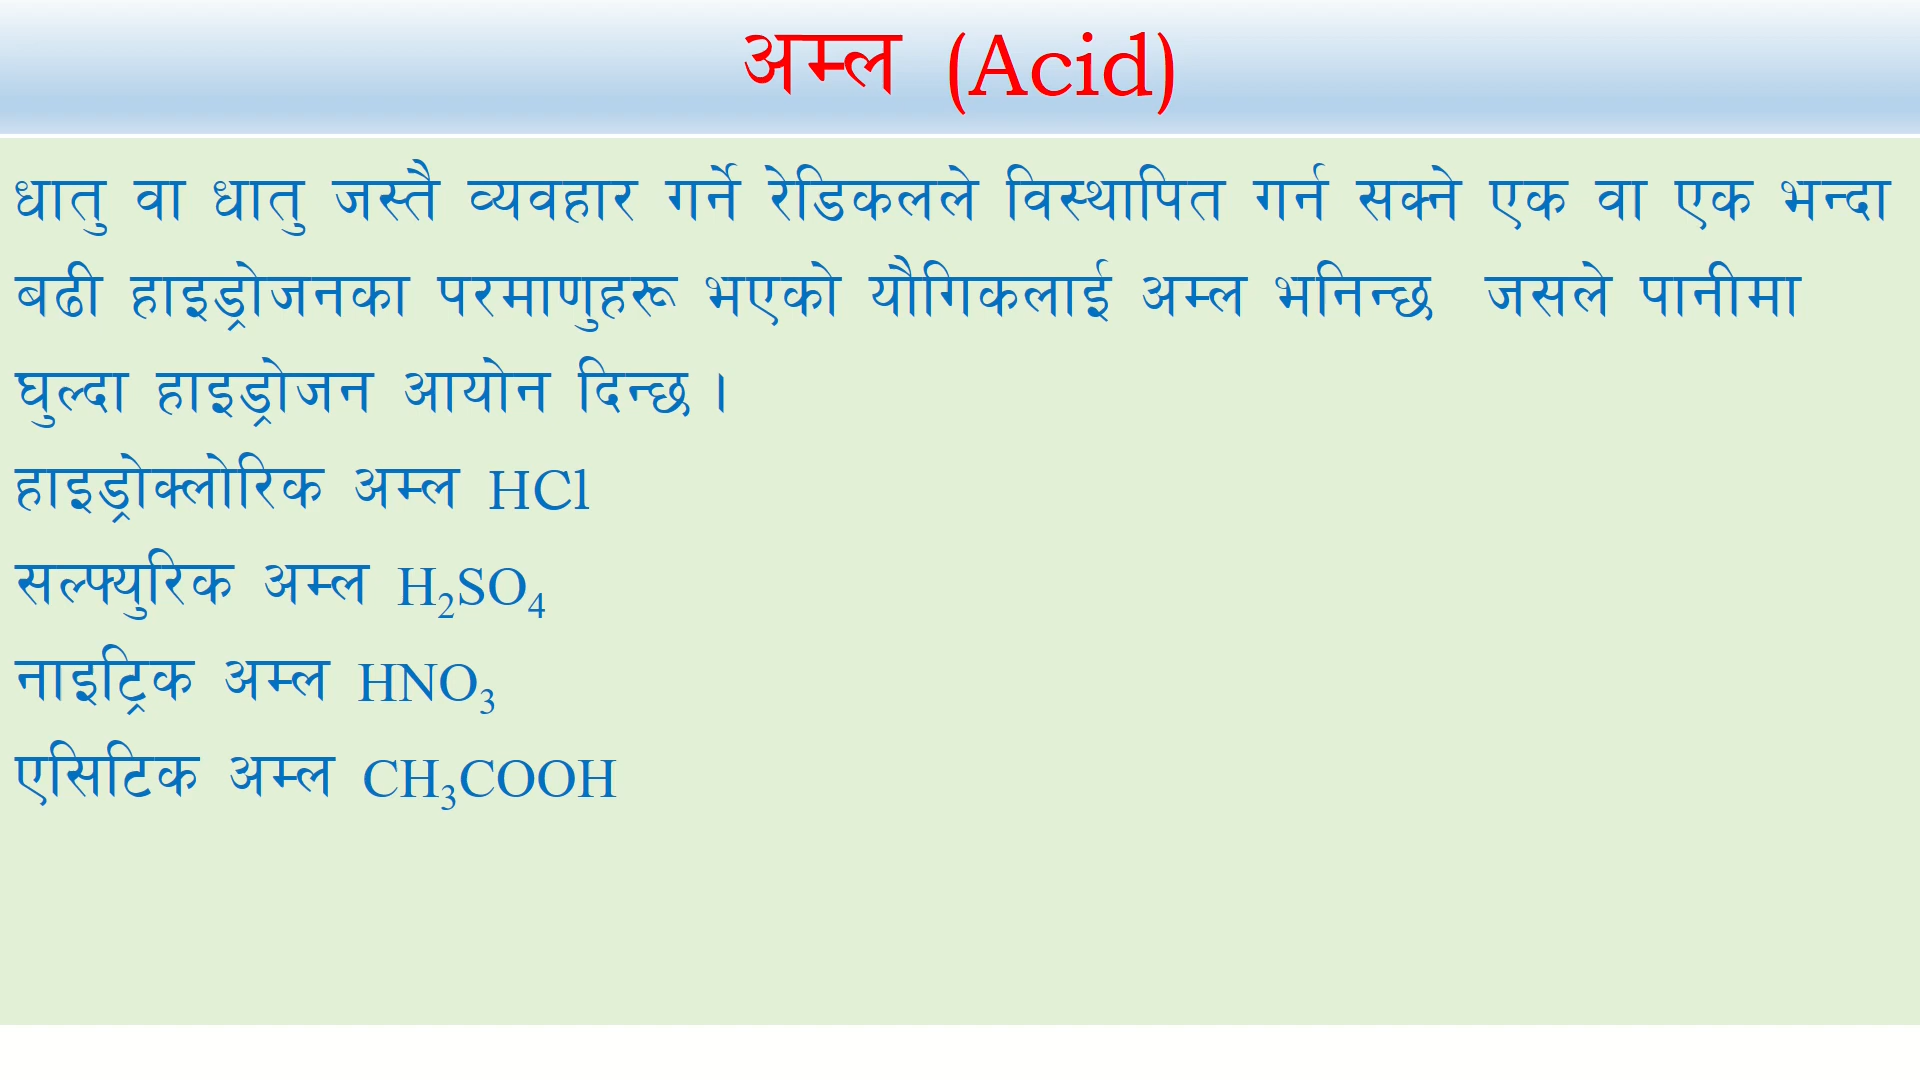 अम्ल (Acid)
धातु वा धातु जस्तै व्यवहार गर्ने रेडिकलले विस्थापित गर्न सक्ने एक वा एक भन्दा
बढी हाइड्रोजनका परमाणुहरू भएको यौगिकलाई अम्ल भनिन्छ जसले पानीमा
घुल्दा हाइड्रोजन आयोन दिन्छ ।
हाइड्रोक्लोरिक अम्ल HCl
सल्फ्युरिक अम्ल H₂SO₄
नाइट्रिक अम्ल HNO₃
एसिटिक अम्ल CH₃COOH